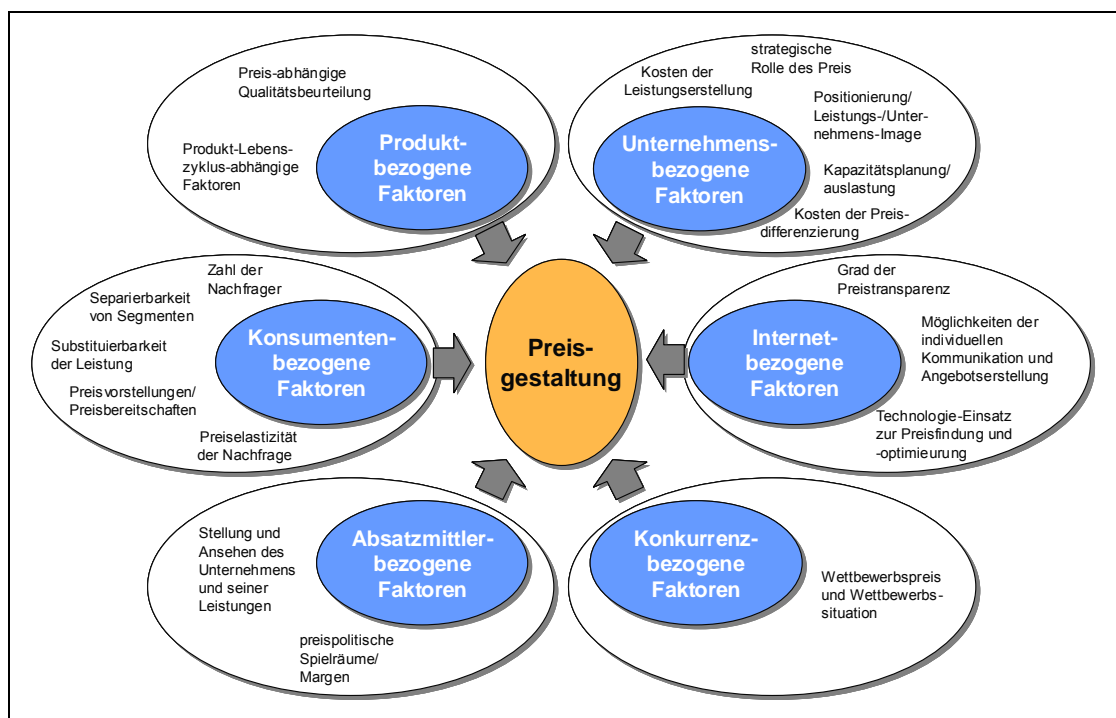 Preis-abhängige
Qualitätsbeurteilung
Produkt-
bezogene
Faktoren
Produkt-Lebens-
zyklus-abhängige
Faktoren
strategische
Rolle des Preis
Kosten der
Leistungserstellung
Positionierung/
Leistungs-/Unter-
nehmens-Image
Unternehmens-
bezogene
Faktoren
Kapazitätsplanung/
auslastung
Kosten der Preis-
differenzierung
Zahl der
Nachfrager
Separierbarkeit
von Segmenten
Substituierbarkeit
der Leistung
Preisvorstellungen/
Preisbereitschaften
Preiselastizität
der Nachfrage
Konsumenten-
bezogene
Faktoren
Preis-
gestaltung
Grad der
Preistransparenz
Internet-
bezogene
Faktoren
Möglichkeiten der
individuellen
Kommunikation und
Angebotserstellung
Technologie-Einsatz
zur Preisfindung und
-optimieurung
Stellung und
Ansehen des
Unternehmens
und seiner
Leistungen
Absatzmittler-
bezogene
Faktoren
preispolitische
Spielräume/
Margen
Konkurrenz-
bezogene
Faktoren
Wettbewerbspreis
und Wettbewerbs-
situation